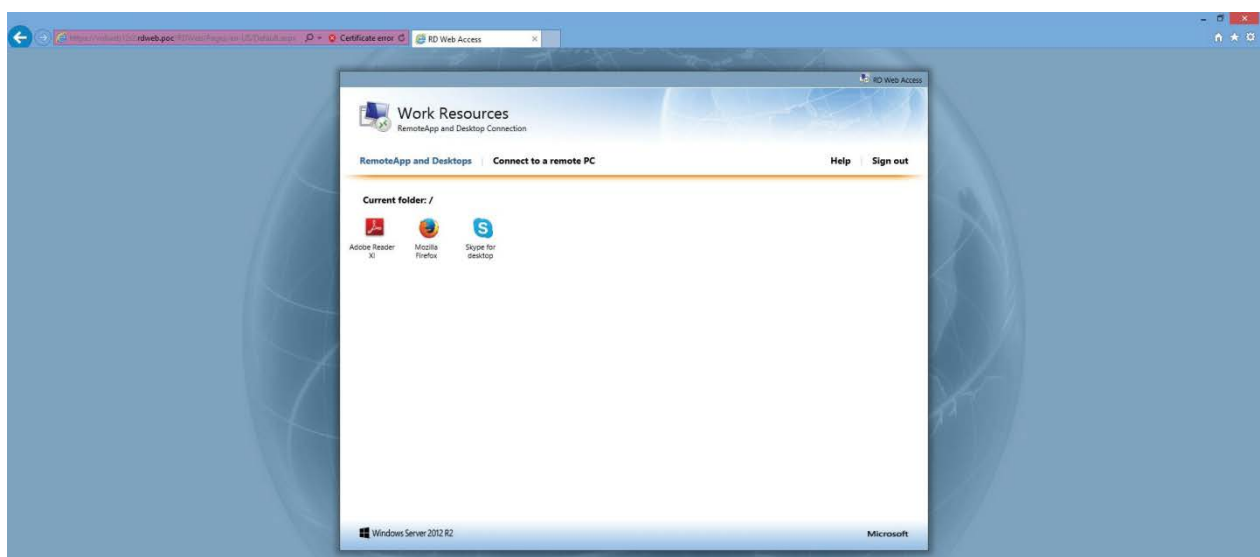 rdweb.poc
Certificate error
RD Web Access
RD Web Access
Work Resources
RemoteApp and Desktop Connection
RemoteApp and Desktops
Connect to a remote PC
Help
Sign out
Current folder: /
Adobe Reader
XI
Mozilla
Firefox
Skype for
desktop
Windows Server 2012 R2
Microsoft